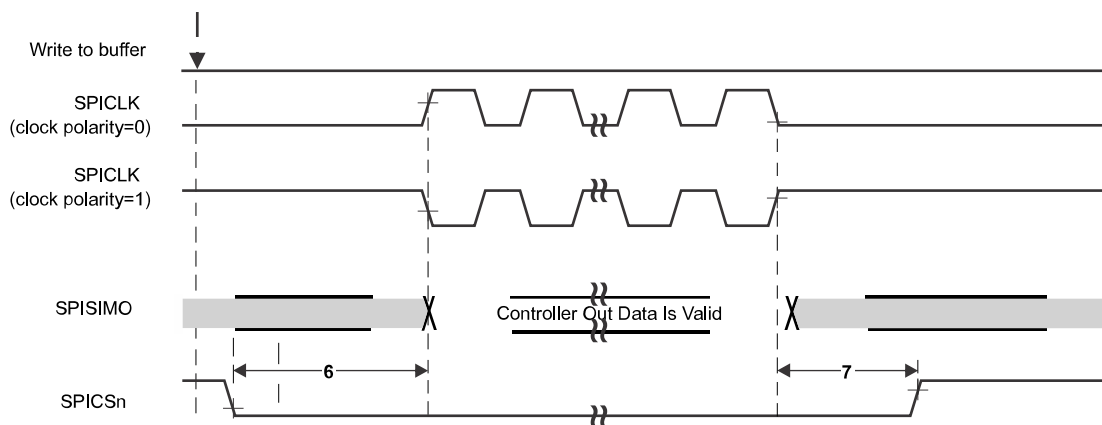 Write to buffer
SPICLK
(clock polarity=0)
SPICLK
(clock polarity=1)
SPISIMO
Controller Out Data Is Valid
6
7
SPICSn